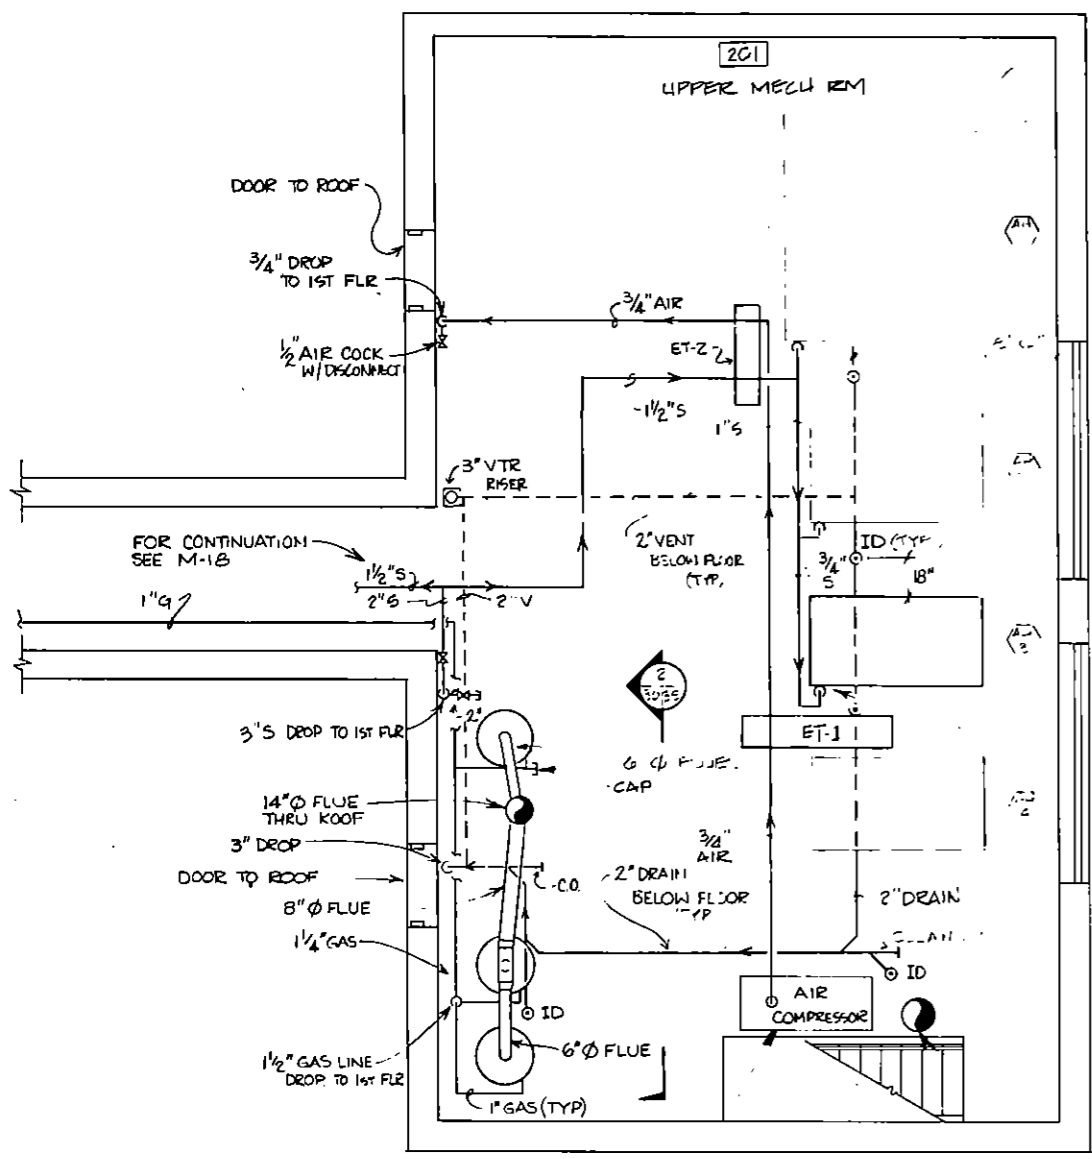 201
UPPER MECH RM
DOOR TO ROOF
3/4" DROP
TO 1ST FLR
3/4" AIR
1/2" AIR COCK
W/DISCONNECT
ET-2
1 1/2" S
1" S
3" VTR
RISER
FOR CONTINUATION
SEE M-18
2" VENT
BELOW FLOOR
(TYP.
ID (TYP.
3/4"
S
18"
1 1/2" S
2" S
2" V
1" G
2
3" S DROP TO 1ST FLR
2"
ET-1
6 Ø FLUE
CAP
14" Ø FLUE
THRU ROOF
3" DROP
3/4"
AIR
DOOR TO ROOF
C.O.
2" DRAIN
BELOW FLOOR
TYP
8" Ø FLUE
2" DRAIN
1 1/4" GAS
ID
AIR
COMPRESSOR
ID
6" Ø FLUE
1 1/2" GAS LINE
DROP TO 1ST FLR
1" GAS (TYP)